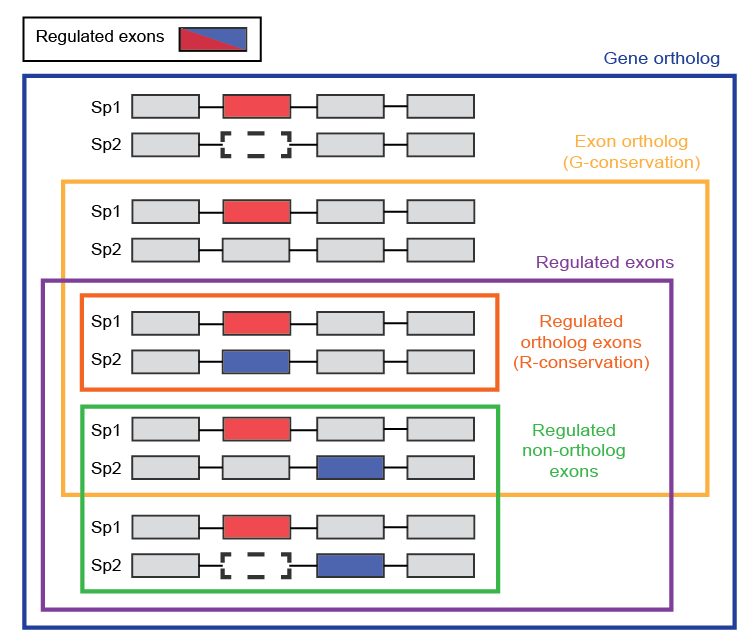 Regulated exons
Gene ortholog
Sp1
Sp2
Exon ortholog
(G-conservation)
Sp1
Sp2
Regulated exons
Sp1
Sp2
Regulated
ortholog exons
(R-conservation)
Sp1
Sp2
Regulated
non-ortholog
exons
Sp1
Sp2